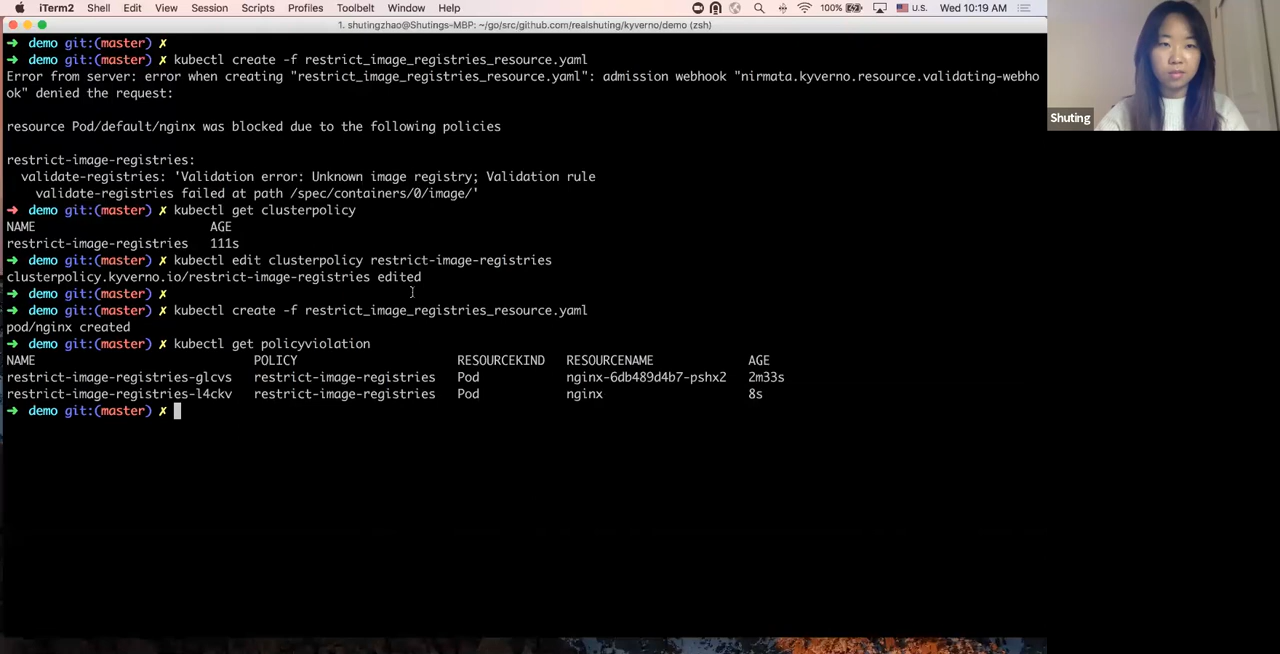 iTerm2 Shell Edit View Session Scripts Profiles Toolbelt Window Help 100% U.S. Wed 10:19 AM
1. shutingzhao@Shutings-MBP: ~/go/src/github.com/realshuting/kyverno/demo (zsh)
➜ demo git:(master) ✗
➜ demo git:(master) ✗ kubectl create -f restrict_image_registries_resource.yaml
Error from server: error when creating "restrict_image_registries_resource.yaml": admission webhook "nirmata.kyverno.resource.validating-webho
ok" denied the request:
resource Pod/default/nginx was blocked due to the following policies
restrict-image-registries:
validate-registries: 'Validation error: Unknown image registry; Validation rule
validate-registries failed at path /spec/containers/0/image/'
➜ demo git:(master) ✗ kubectl get clusterpolicy
NAME AGE
restrict-image-registries 111s
➜ demo git:(master) ✗ kubectl edit clusterpolicy restrict-image-registries
clusterpolicy.kyverno.io/restrict-image-registries edited
➜ demo git:(master) ✗
➜ demo git:(master) ✗ kubectl create -f restrict_image_registries_resource.yaml
pod/nginx created
➜ demo git:(master) ✗ kubectl get policyviolation
NAME POLICY RESOURCEKIND RESOURCENAME AGE
restrict-image-registries-glcvs restrict-image-registries Pod nginx-6db489d4b7-pshx2 2m33s
restrict-image-registries-l4ckv restrict-image-registries Pod nginx 8s
➜ demo git:(master) ✗
Shuting